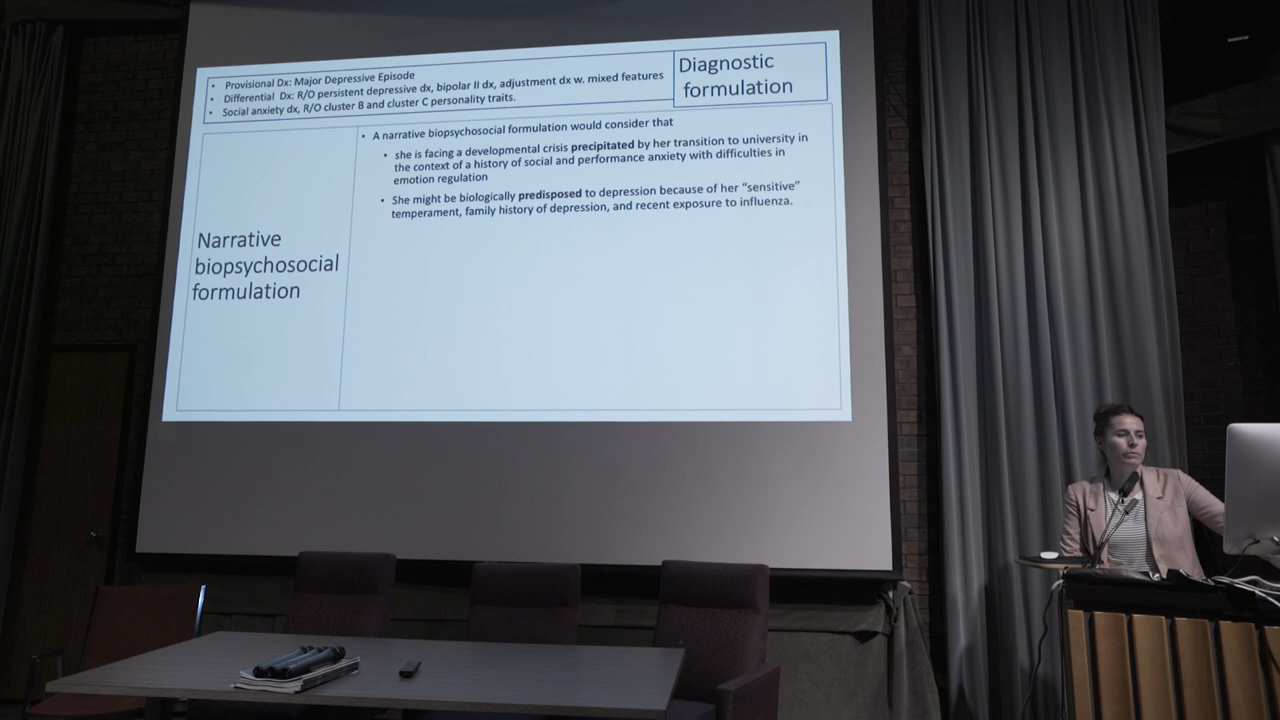 • Provisional Dx: Major Depressive Episode
• Differential Dx: R/O persistent depressive dx, bipolar II dx, adjustment dx w. mixed features
• Social anxiety dx, R/O cluster B and cluster C personality traits.
Diagnostic
formulation
Narrative
biopsychosocial
formulation
• A narrative biopsychosocial formulation would consider that
• she is facing a developmental crisis precipitated by her transition to university in
the context of a history of social and performance anxiety with difficulties in
emotion regulation
• She might be biologically predisposed to depression because of her “sensitive”
temperament, family history of depression, and recent exposure to influenza.